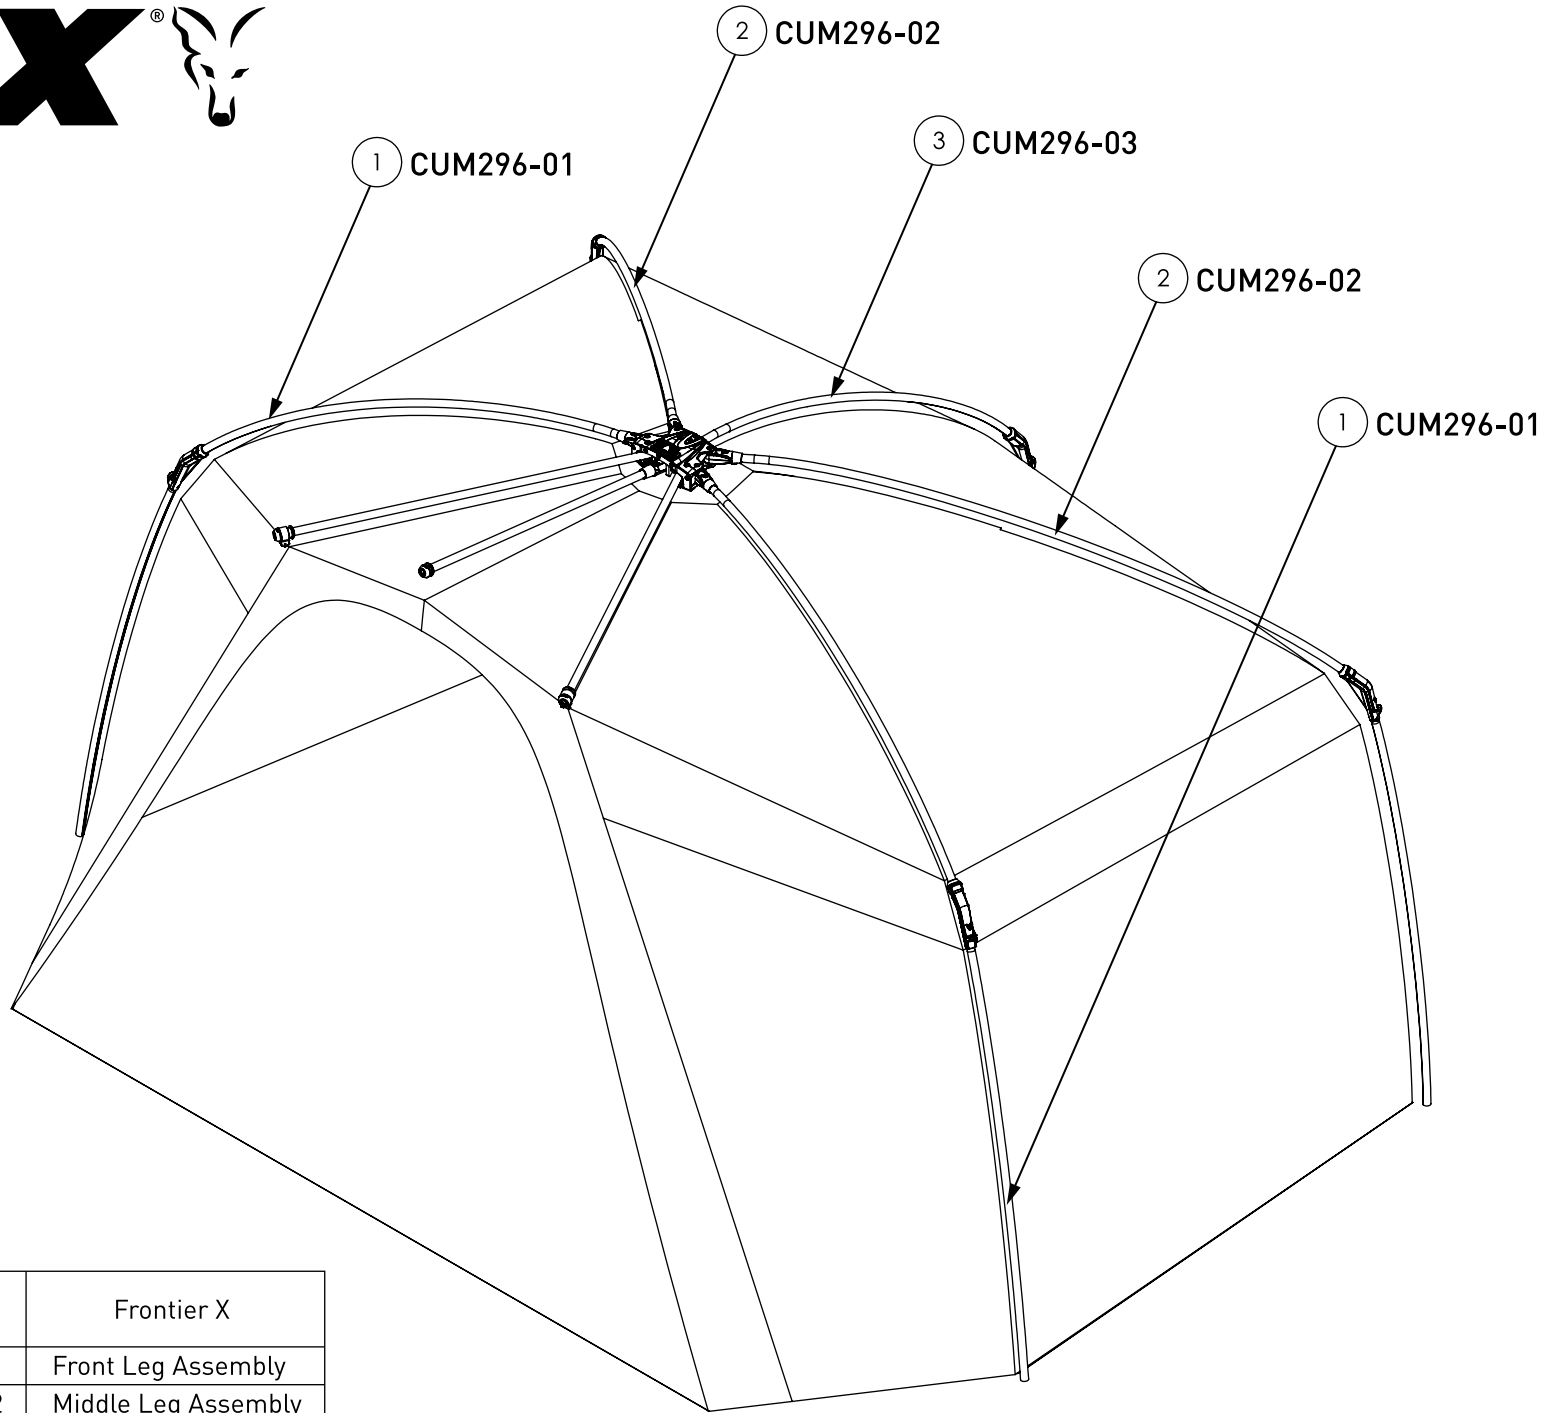 X®
2 CUM296-02
3 CUM296-03
1 CUM296-01
2 CUM296-02
1 CUM296-01
Frontier X
Front Leg Assembly
2 Middle Leg Assembly